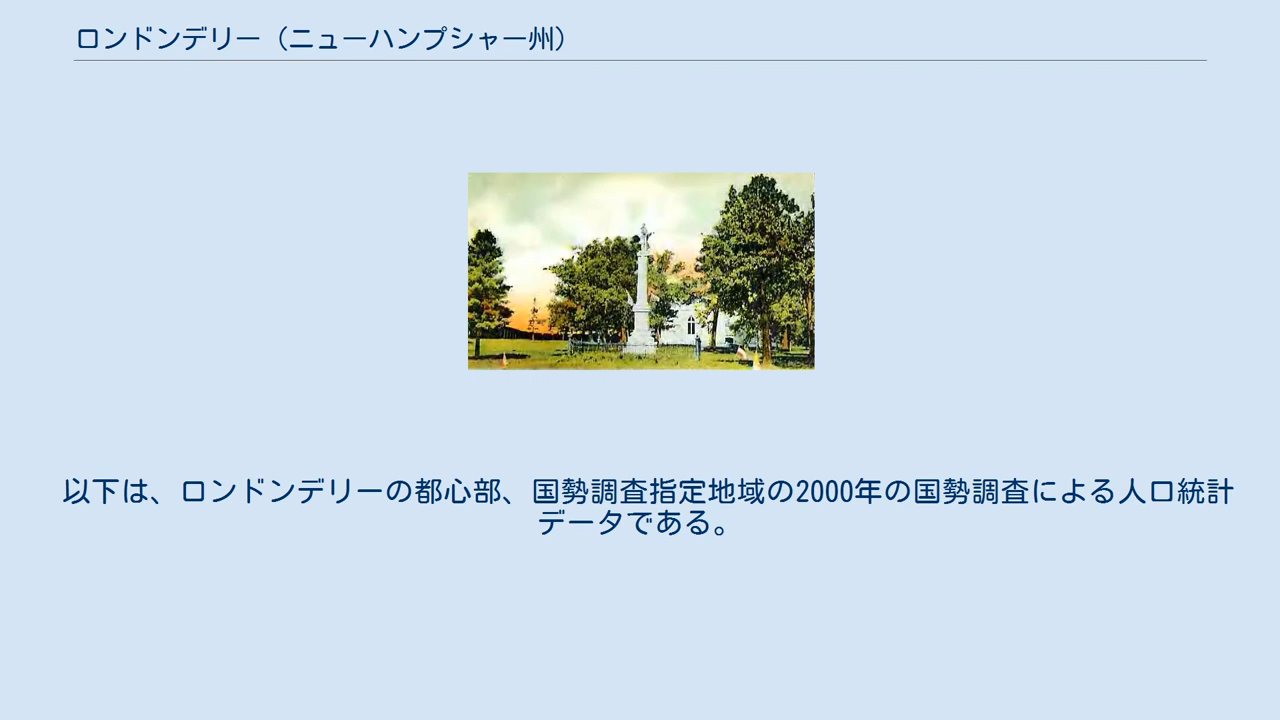 ロンドンデリー（ニューハンプシャー州）
以下は、ロンドンデリーの都心部、国勢調査指定地域の2000年の国勢調査による人口統計
データである。